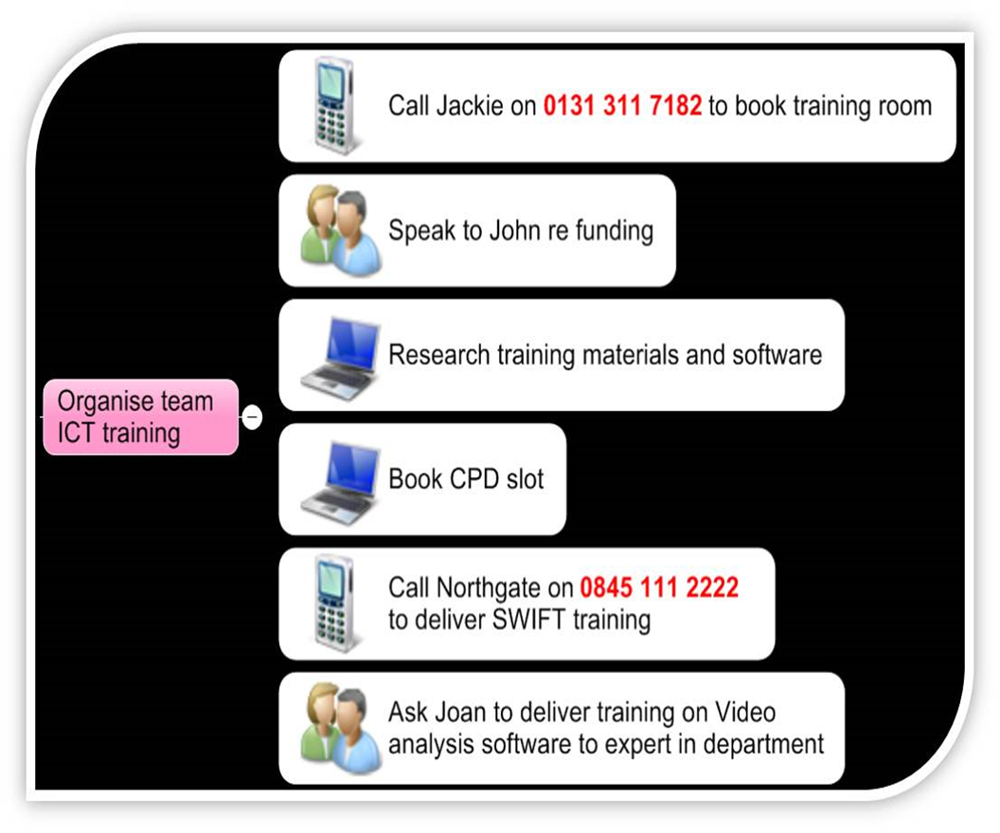 Call Jackie on 0131 311 7182 to book training room
Speak to John re funding
Research training materials and software
Organise team
ICT training
Book CPD slot
Call Northgate on 0845 111 2222
to deliver SWIFT training
Ask Joan to deliver training on Video
analysis software to expert in department